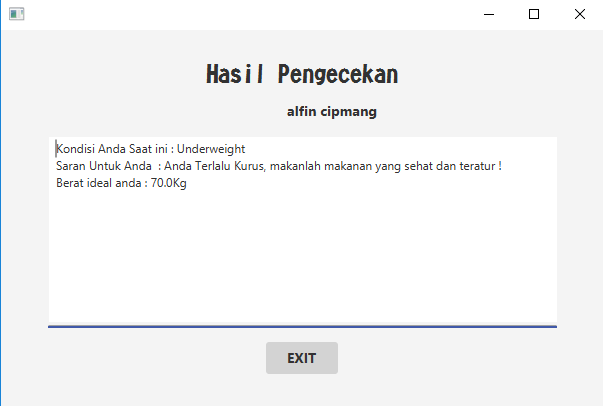 Hasil Pengecekan
alfin cipmang
Kondisi Anda Saat ini : Underweight
Saran Untuk Anda  : Anda Terlalu Kurus, makanlah makanan yang sehat dan teratur !
Berat ideal anda : 70.0Kg
EXIT